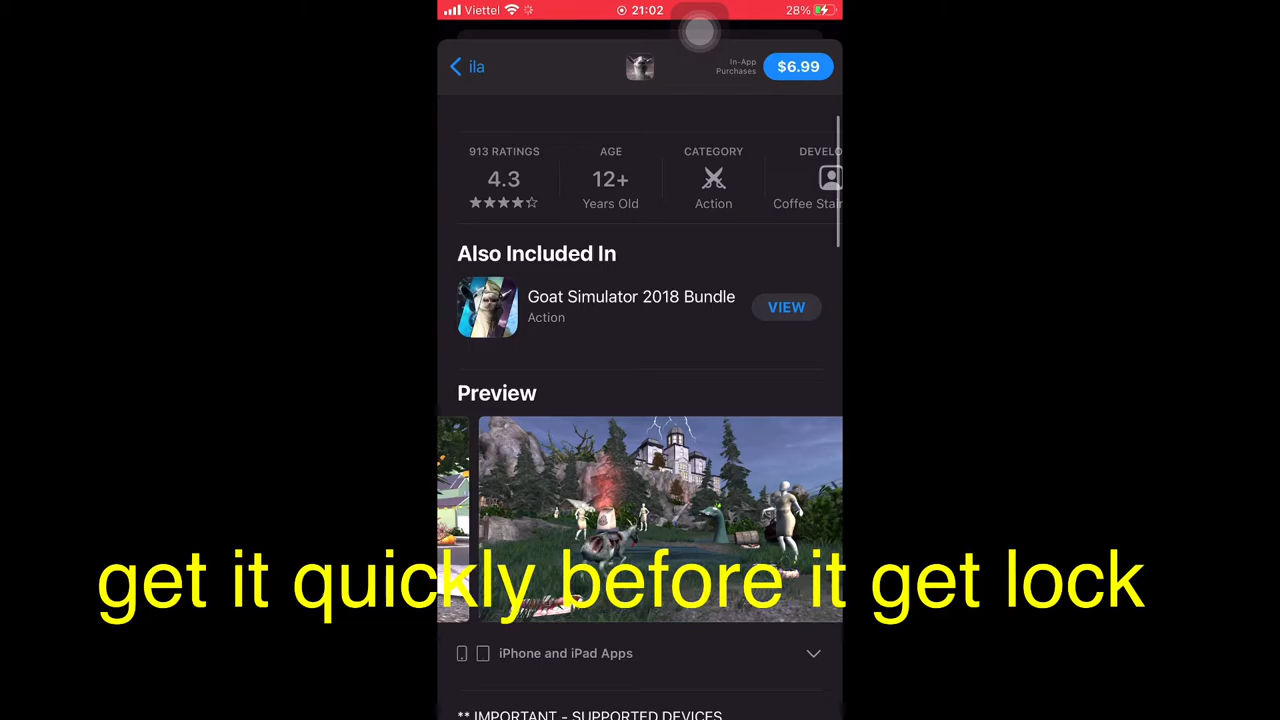 Viettel 21:02 28%
ila
In-App
Purchases
$6.99
913 RATINGS AGE CATEGORY DEVELO
4.3 12+
Years Old Action Coffee Stai
Also Included In
Goat Simulator 2018 Bundle
Action
VIEW
Preview
get it quickly before it get lock
iPhone and iPad Apps
** IMPORTANT - SUPPORTED DEVICES